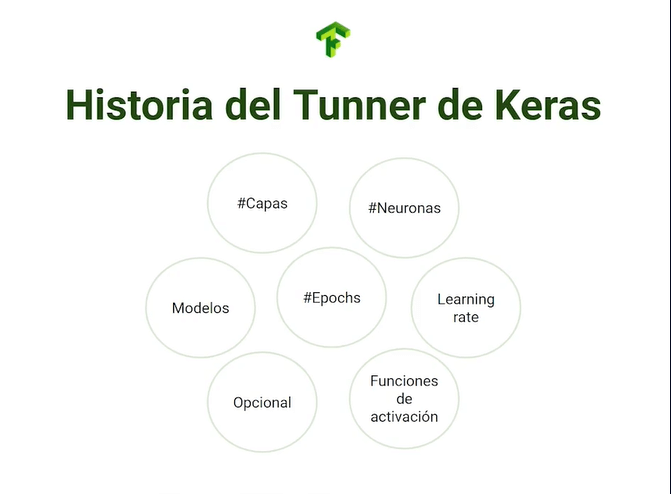 Historia del Tunner de Keras
#Capas
#Neuronas
Modelos
#Epochs
Learning
rate
Opcional
Funciones
de
activación